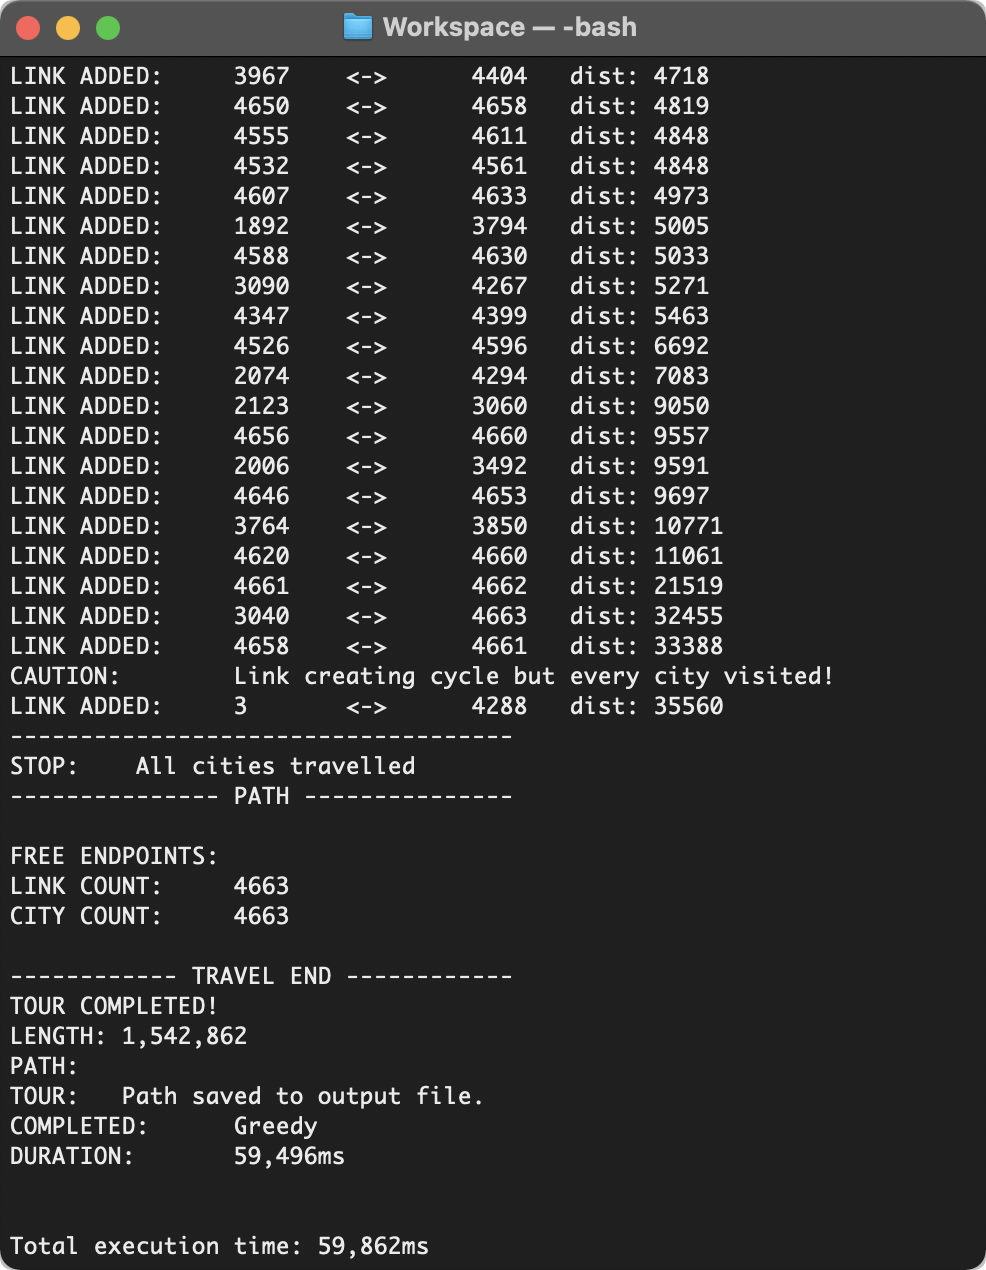 Workspace — -bash
LINK ADDED: 3967 <-> 4404 dist: 4718
LINK ADDED: 4650 <-> 4658 dist: 4819
LINK ADDED: 4555 <-> 4611 dist: 4848
LINK ADDED: 4532 <-> 4561 dist: 4848
LINK ADDED: 4607 <-> 4633 dist: 4973
LINK ADDED: 1892 <-> 3794 dist: 5005
LINK ADDED: 4588 <-> 4630 dist: 5033
LINK ADDED: 3090 <-> 4267 dist: 5271
LINK ADDED: 4347 <-> 4399 dist: 5463
LINK ADDED: 4526 <-> 4596 dist: 6692
LINK ADDED: 2074 <-> 4294 dist: 7083
LINK ADDED: 2123 <-> 3060 dist: 9050
LINK ADDED: 4656 <-> 4660 dist: 9557
LINK ADDED: 2006 <-> 3492 dist: 9591
LINK ADDED: 4646 <-> 4653 dist: 9697
LINK ADDED: 3764 <-> 3850 dist: 10771
LINK ADDED: 4620 <-> 4660 dist: 11061
LINK ADDED: 4661 <-> 4662 dist: 21519
LINK ADDED: 3040 <-> 4663 dist: 32455
LINK ADDED: 4658 <-> 4661 dist: 33388
CAUTION: Link creating cycle but every city visited!
LINK ADDED: 3 <-> 4288 dist: 35560
------------------------------------
STOP: All cities travelled
--------------- PATH ---------------
FREE ENDPOINTS:
LINK COUNT: 4663
CITY COUNT: 4663
------------ TRAVEL END ------------
TOUR COMPLETED!
LENGTH: 1,542,862
PATH:
TOUR: Path saved to output file.
COMPLETED: Greedy
DURATION: 59,496ms
Total execution time: 59,862ms